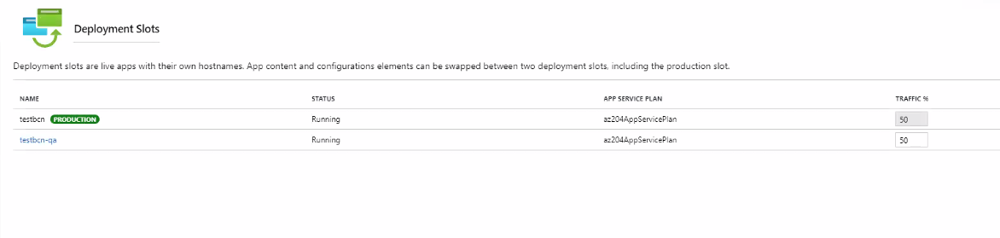 Deployment Slots
Deployment slots are live apps with their own hostnames. App content and configurations elements can be swapped between two deployment slots, including the production slot.
NAME STATUS APP SERVICE PLAN TRAFFIC %
testbcn PRODUCTION Running az204AppServicePlan 50
testbcn-qa Running az204AppServicePlan 50